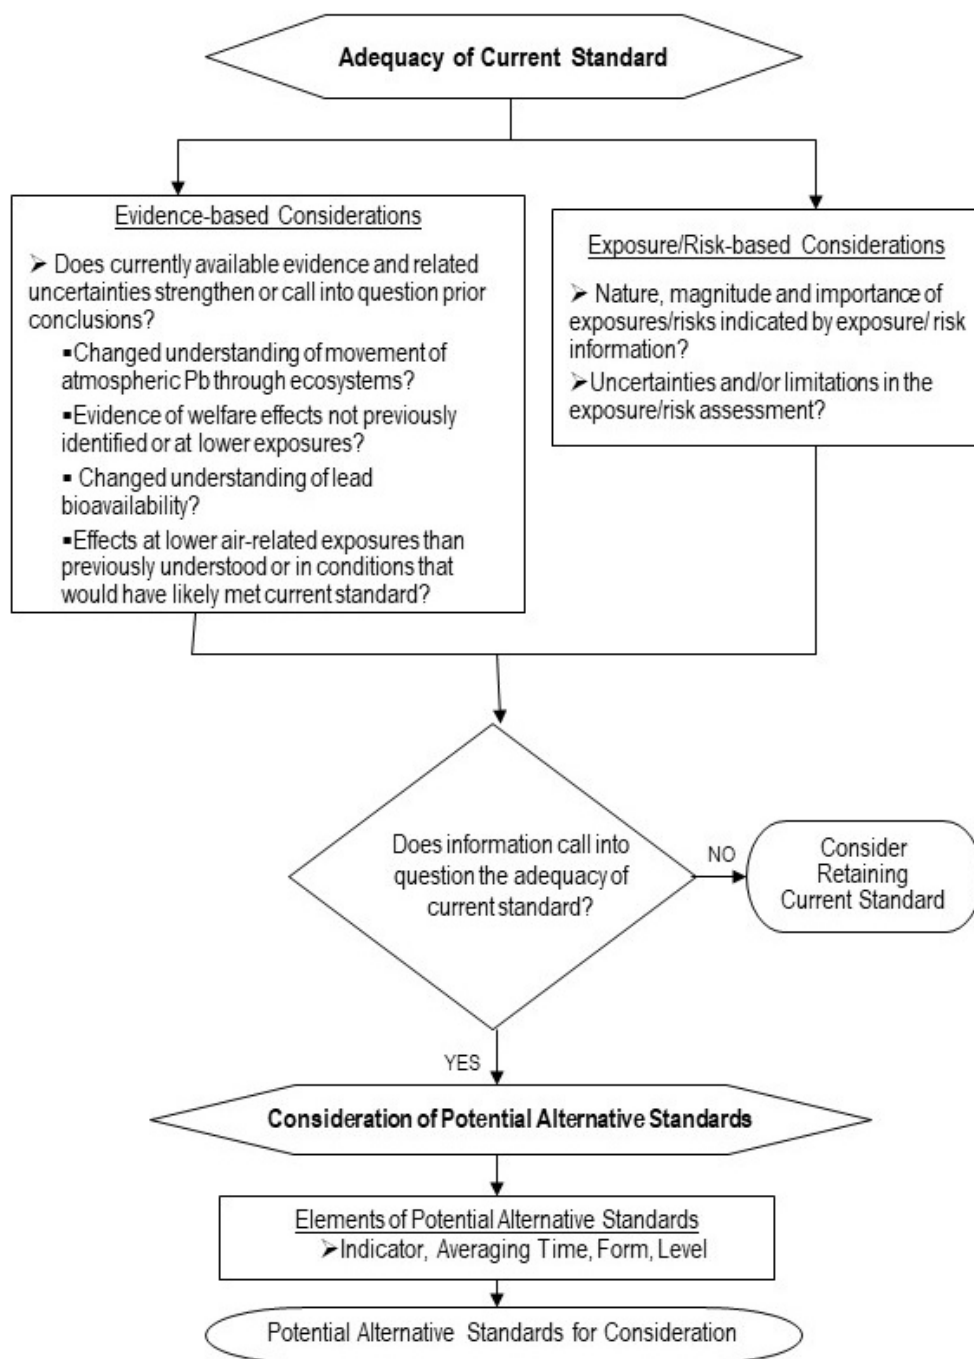 Adequacy of Current Standard
Evidence-based Considerations
➤ Does currently available evidence and related
uncertainties strengthen or call into question prior
conclusions?
▪Changed understanding of movement of
atmospheric Pb through ecosystems?
▪ Evidence of welfare effects not previously
identified or at lower exposures?
▪ Changed understanding of lead
bioavailability?
▪Effects at lower air-related exposures than
previously understood or in conditions that
would have likely met current standard?
Exposure/Risk-based Considerations
➤ Nature, magnitude and importance of
exposures/risks indicated by exposure/ risk
information?
➤Uncertainties and/or limitations in the
exposure/risk assessment?
Does information call into
question the adequacy of
current standard?
NO
Consider
Retaining
Current Standard
YES
Consideration of Potential Alternative Standards
Elements of Potential Alternative Standards
➤Indicator, Averaging Time, Form, Level
Potential Alternative Standards for Consideration